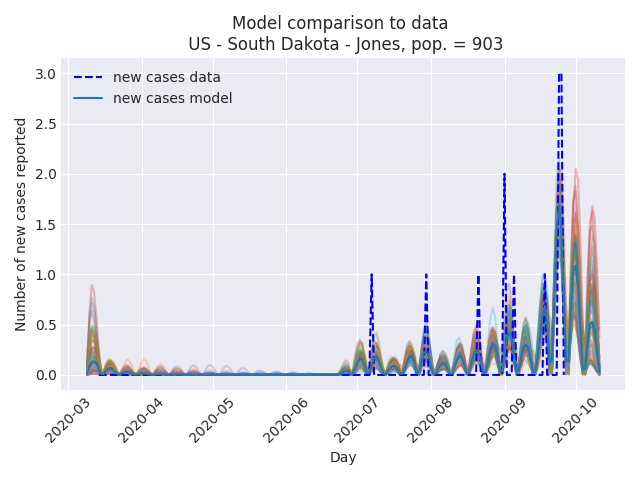 Model comparison to data
US - South Dakota - Jones, pop. = 903
new cases data
new cases model
Number of new cases reported
3.0
2.5
2.0
1.5
1.0
0.5
0.0
2020-03
2020-04
2020-05
2020-06
2020-07
2020-08
2020-09
2020-10
Day